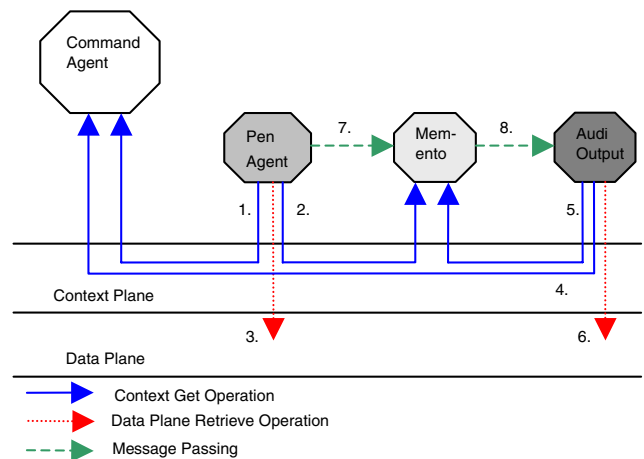 Command
Agent
7.
8.
Pen
Agent
Mem-
ento
Audi
Output
1.
2.
5.
4.
Context Plane
3.
6.
Data Plane
Context Get Operation
Data Plane Retrieve Operation
Message Passing